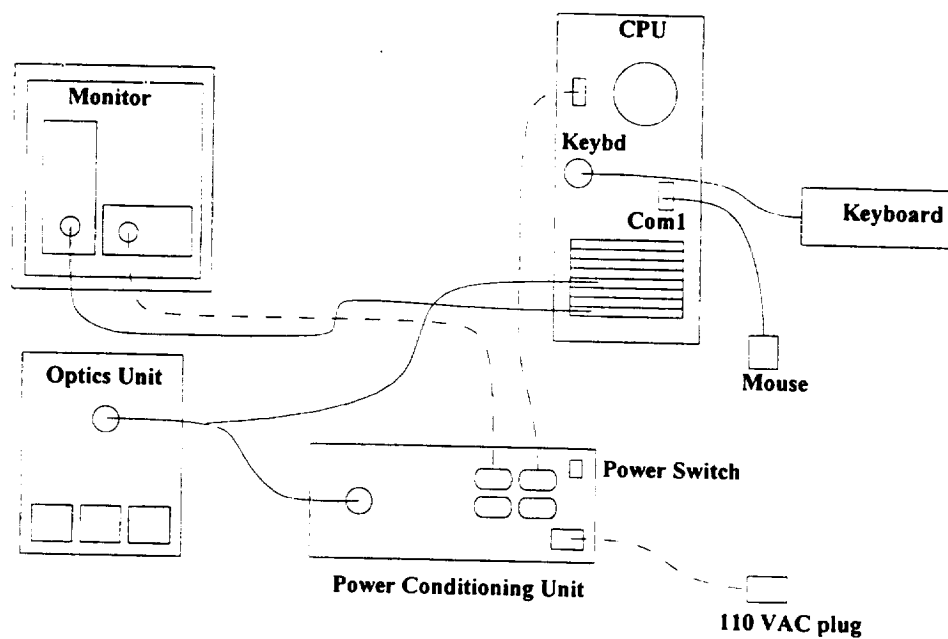 CPU
Monitor
Keybd
Keyboard
Com1
Optics Unit
Mouse
Power Switch
Power Conditioning Unit
110 VAC plug